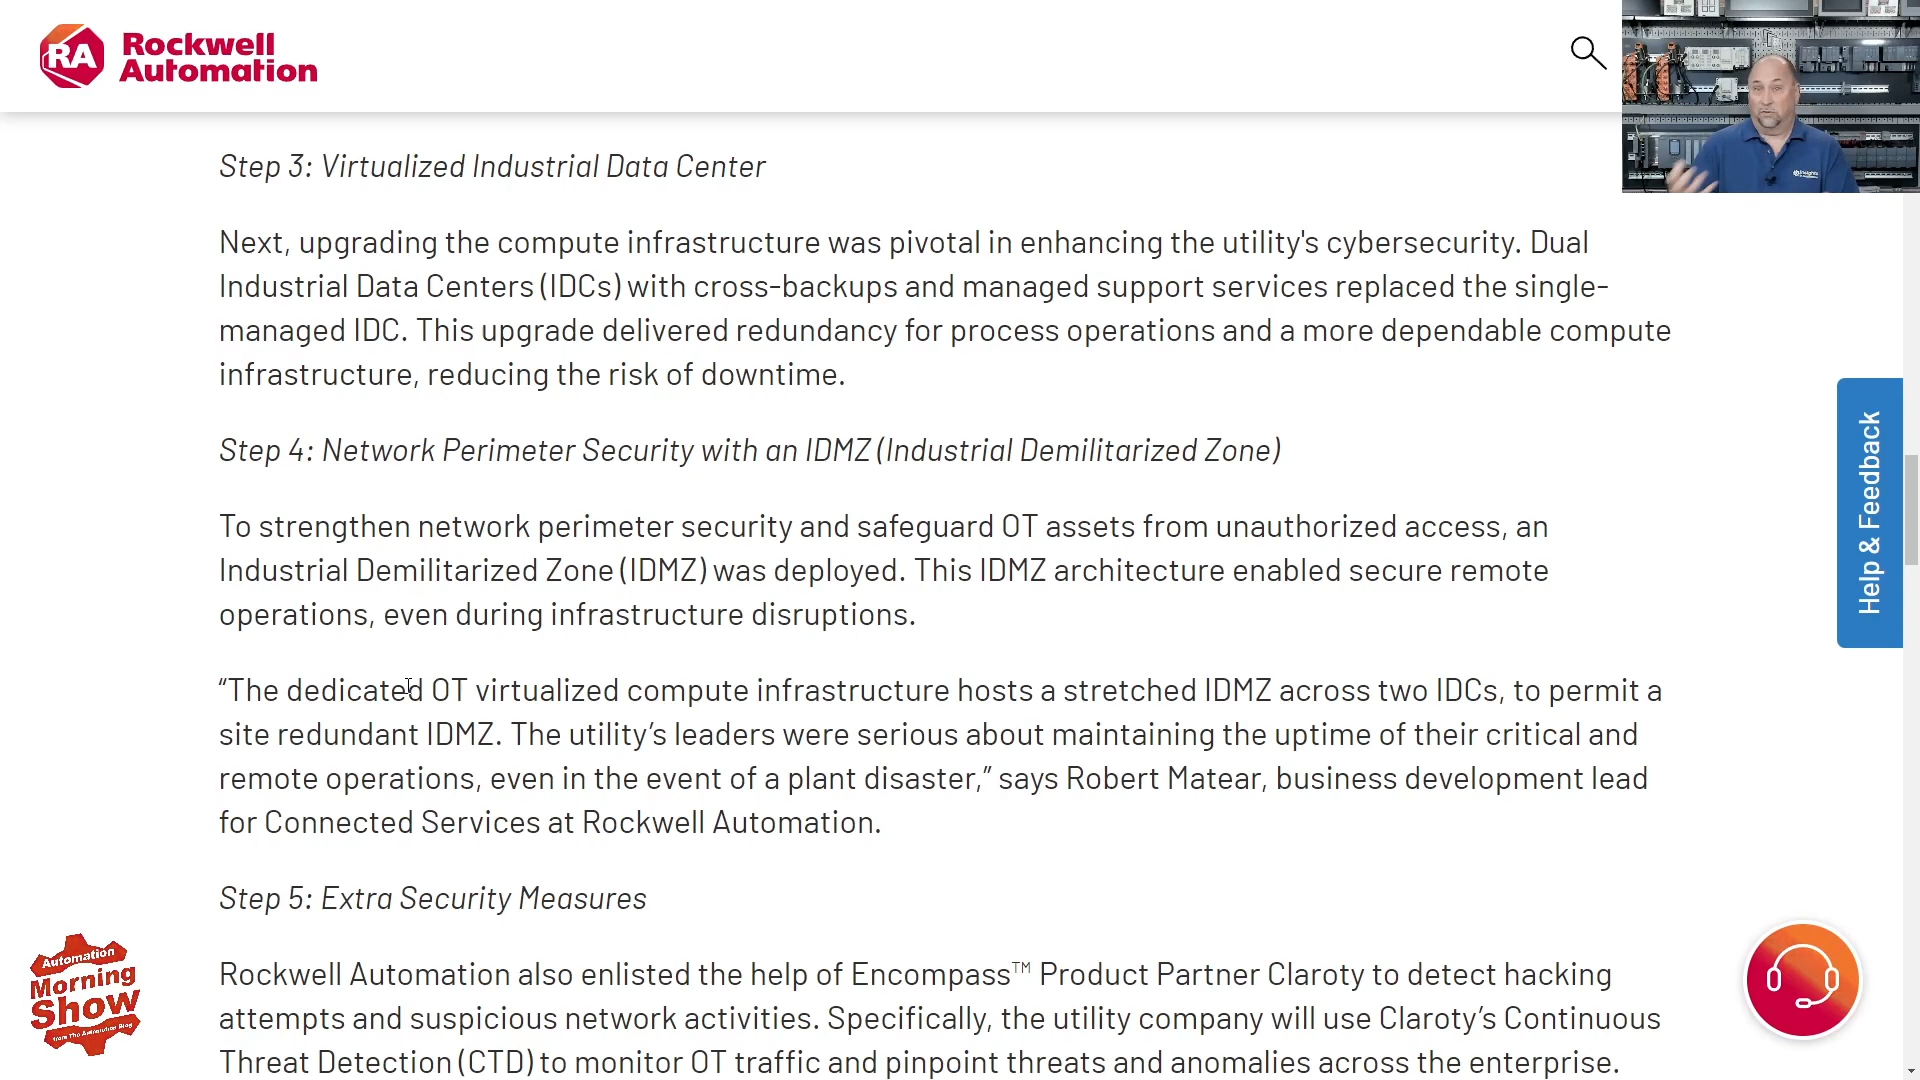 RA Rockwell
Automation
Step 3: Virtualized Industrial Data Center
Next, upgrading the compute infrastructure was pivotal in enhancing the utility's cybersecurity. Dual
Industrial Data Centers (IDCs) with cross-backups and managed support services replaced the single-
managed IDC. This upgrade delivered redundancy for process operations and a more dependable compute
infrastructure, reducing the risk of downtime.
Step 4: Network Perimeter Security with an IDMZ (Industrial Demilitarized Zone)
To strengthen network perimeter security and safeguard OT assets from unauthorized access, an
Industrial Demilitarized Zone (IDMZ) was deployed. This IDMZ architecture enabled secure remote
operations, even during infrastructure disruptions.
“The dedicated OT virtualized compute infrastructure hosts a stretched IDMZ across two IDCs, to permit a
site redundant IDMZ. The utility’s leaders were serious about maintaining the uptime of their critical and
remote operations, even in the event of a plant disaster,” says Robert Matear, business development lead
for Connected Services at Rockwell Automation.
Step 5: Extra Security Measures
Rockwell Automation also enlisted the help of Encompass™ Product Partner Claroty to detect hacking
attempts and suspicious network activities. Specifically, the utility company will use Claroty’s Continuous
Threat Detection (CTD) to monitor OT traffic and pinpoint threats and anomalies across the enterprise.
Help & Feedback
Automation
Morning
Show
from The Automation Blog